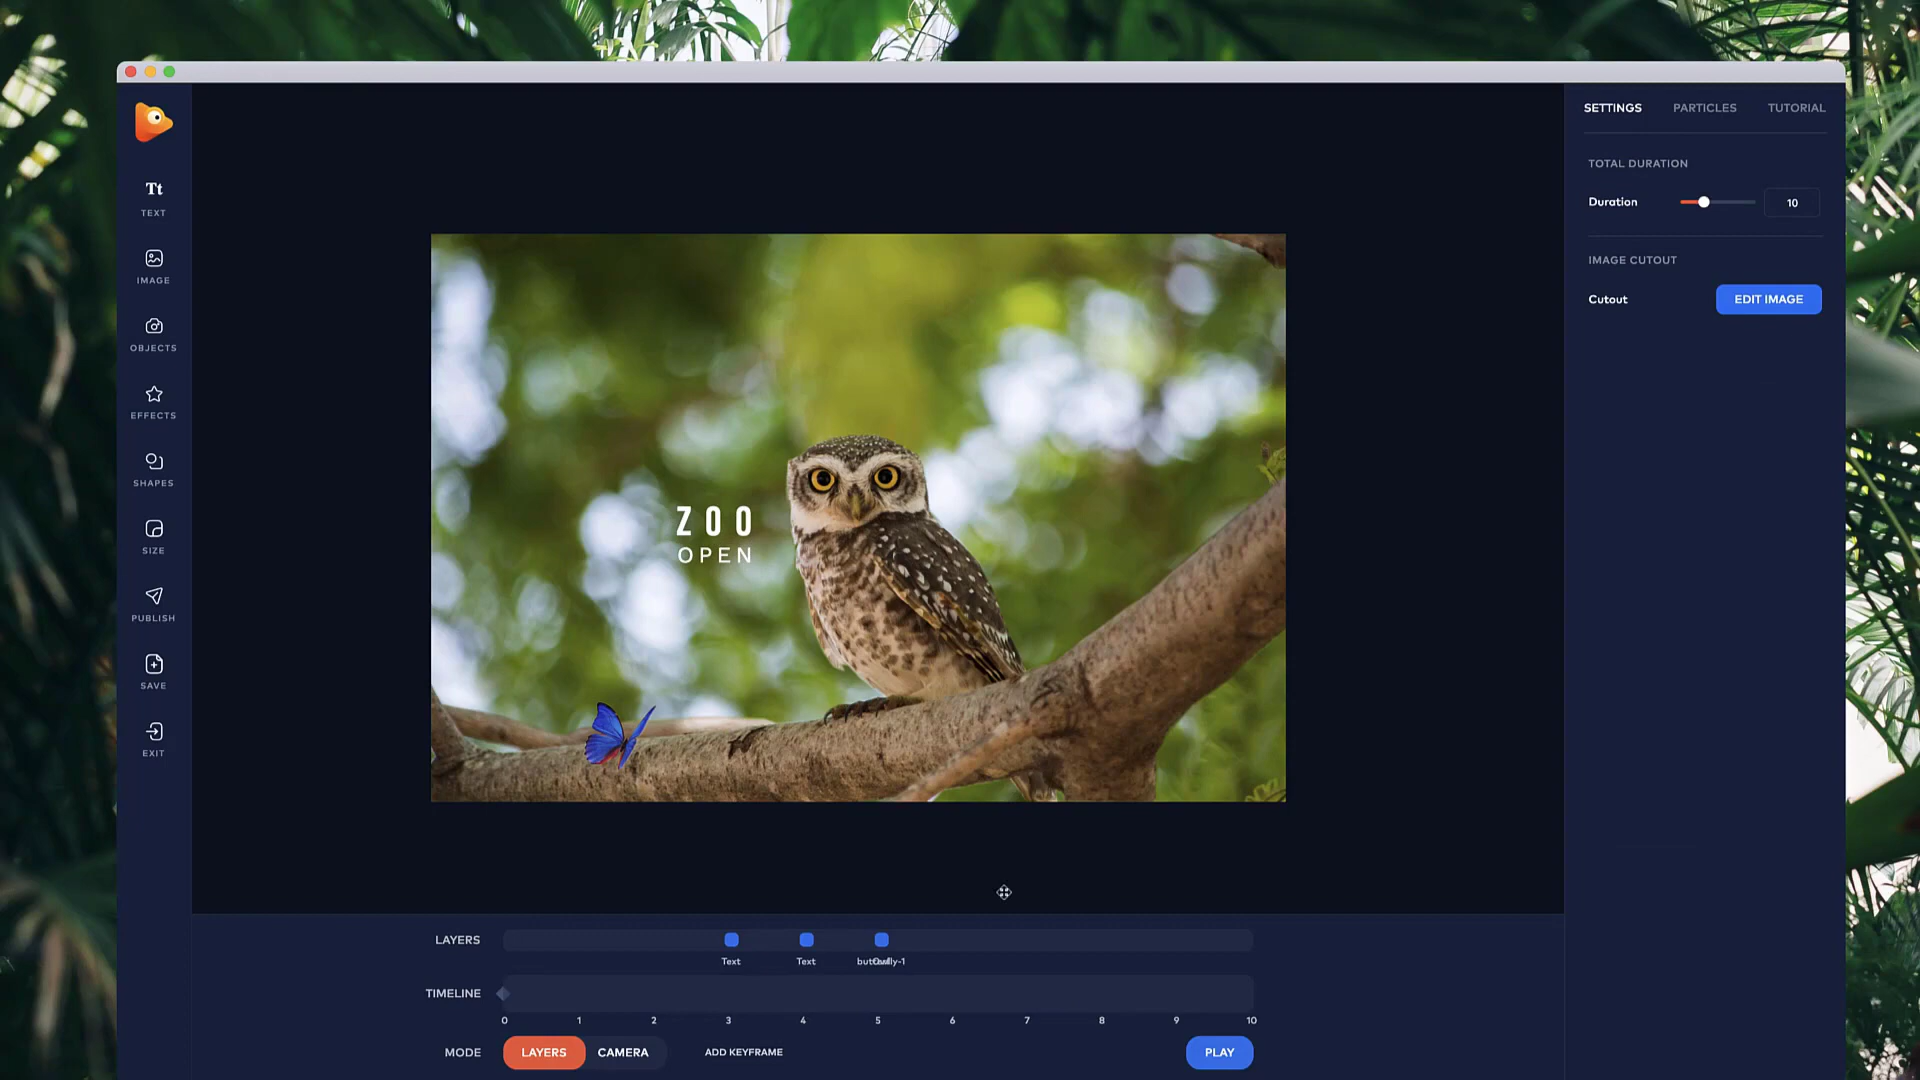 SETTINGS PARTICLES TUTORIAL
TOTAL DURATION
Duration 10
IMAGE CUTOUT
Cutout EDIT IMAGE
Tt
TEXT
IMAGE
OBJECTS
EFFECTS
SHAPES
SIZE
PUBLISH
SAVE
EXIT
ZOO
OPEN
LAYERS
Text Text
TIMELINE
0 1 2 3 4 5 6 7 8 9 10
MODE LAYERS CAMERA ADD KEYFRAME PLAY